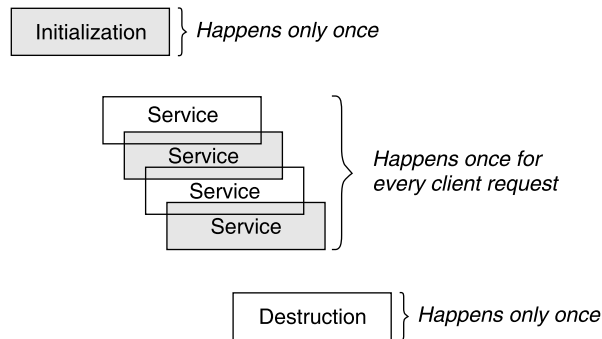 Initialization
Happens only once
Service
Service
Service
Service
Happens once for
every client request
Destruction
Happens only once